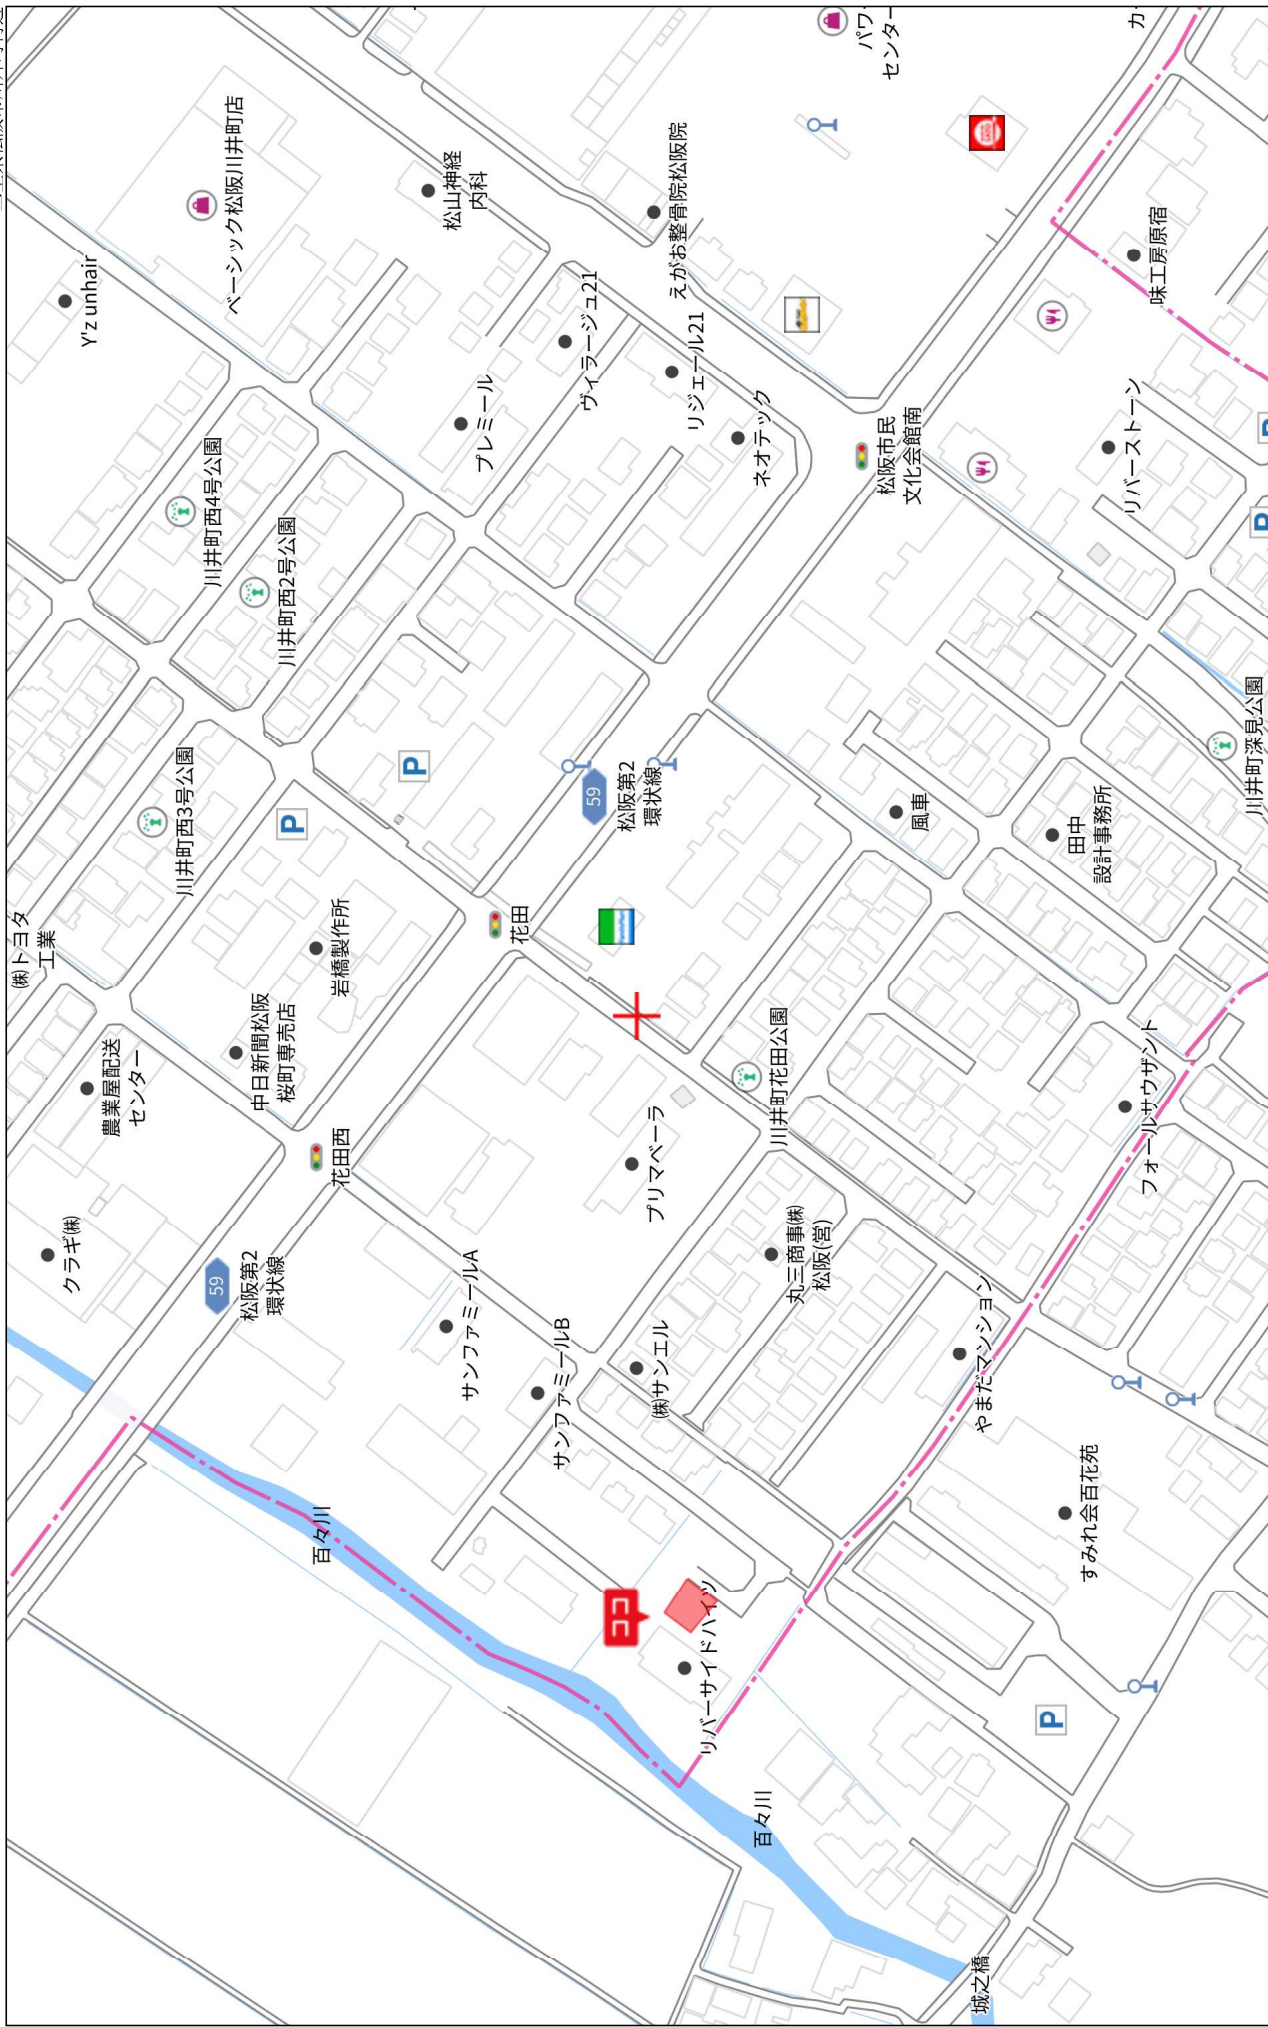 城之橋
百々川
リバーサイドハイツ
ココ
P
すみれ会百花苑
百々川
サンファミールB
サンファミールA
㈱サンエル
やまだマンション
丸三商事㈱
松阪(営)
59
松阪第2
環状線
クラギ㈱
花田西
プリマベーラ
川井町花田公園
フォールサウザント
農業屋配送
センター
中日新聞松阪
桜町専売店
岩橋製作所
㈱トヨタ
工業
花田
P
P
川井町西3号公園
59
松阪第2
環状線
風車
田中
設計事務所
川井町深見公園
川井町西2号公園
川井町西4号公園
松阪市民
文化会館南
リバーストーン
P
P
ネオテック
リジェール21
プレミール
ヴィラージュ21
えがお整骨院松阪院
味工房原宿
Y'z unhair
ベーシック松阪川井町店
松山神経
内科
パワー
センター
カ